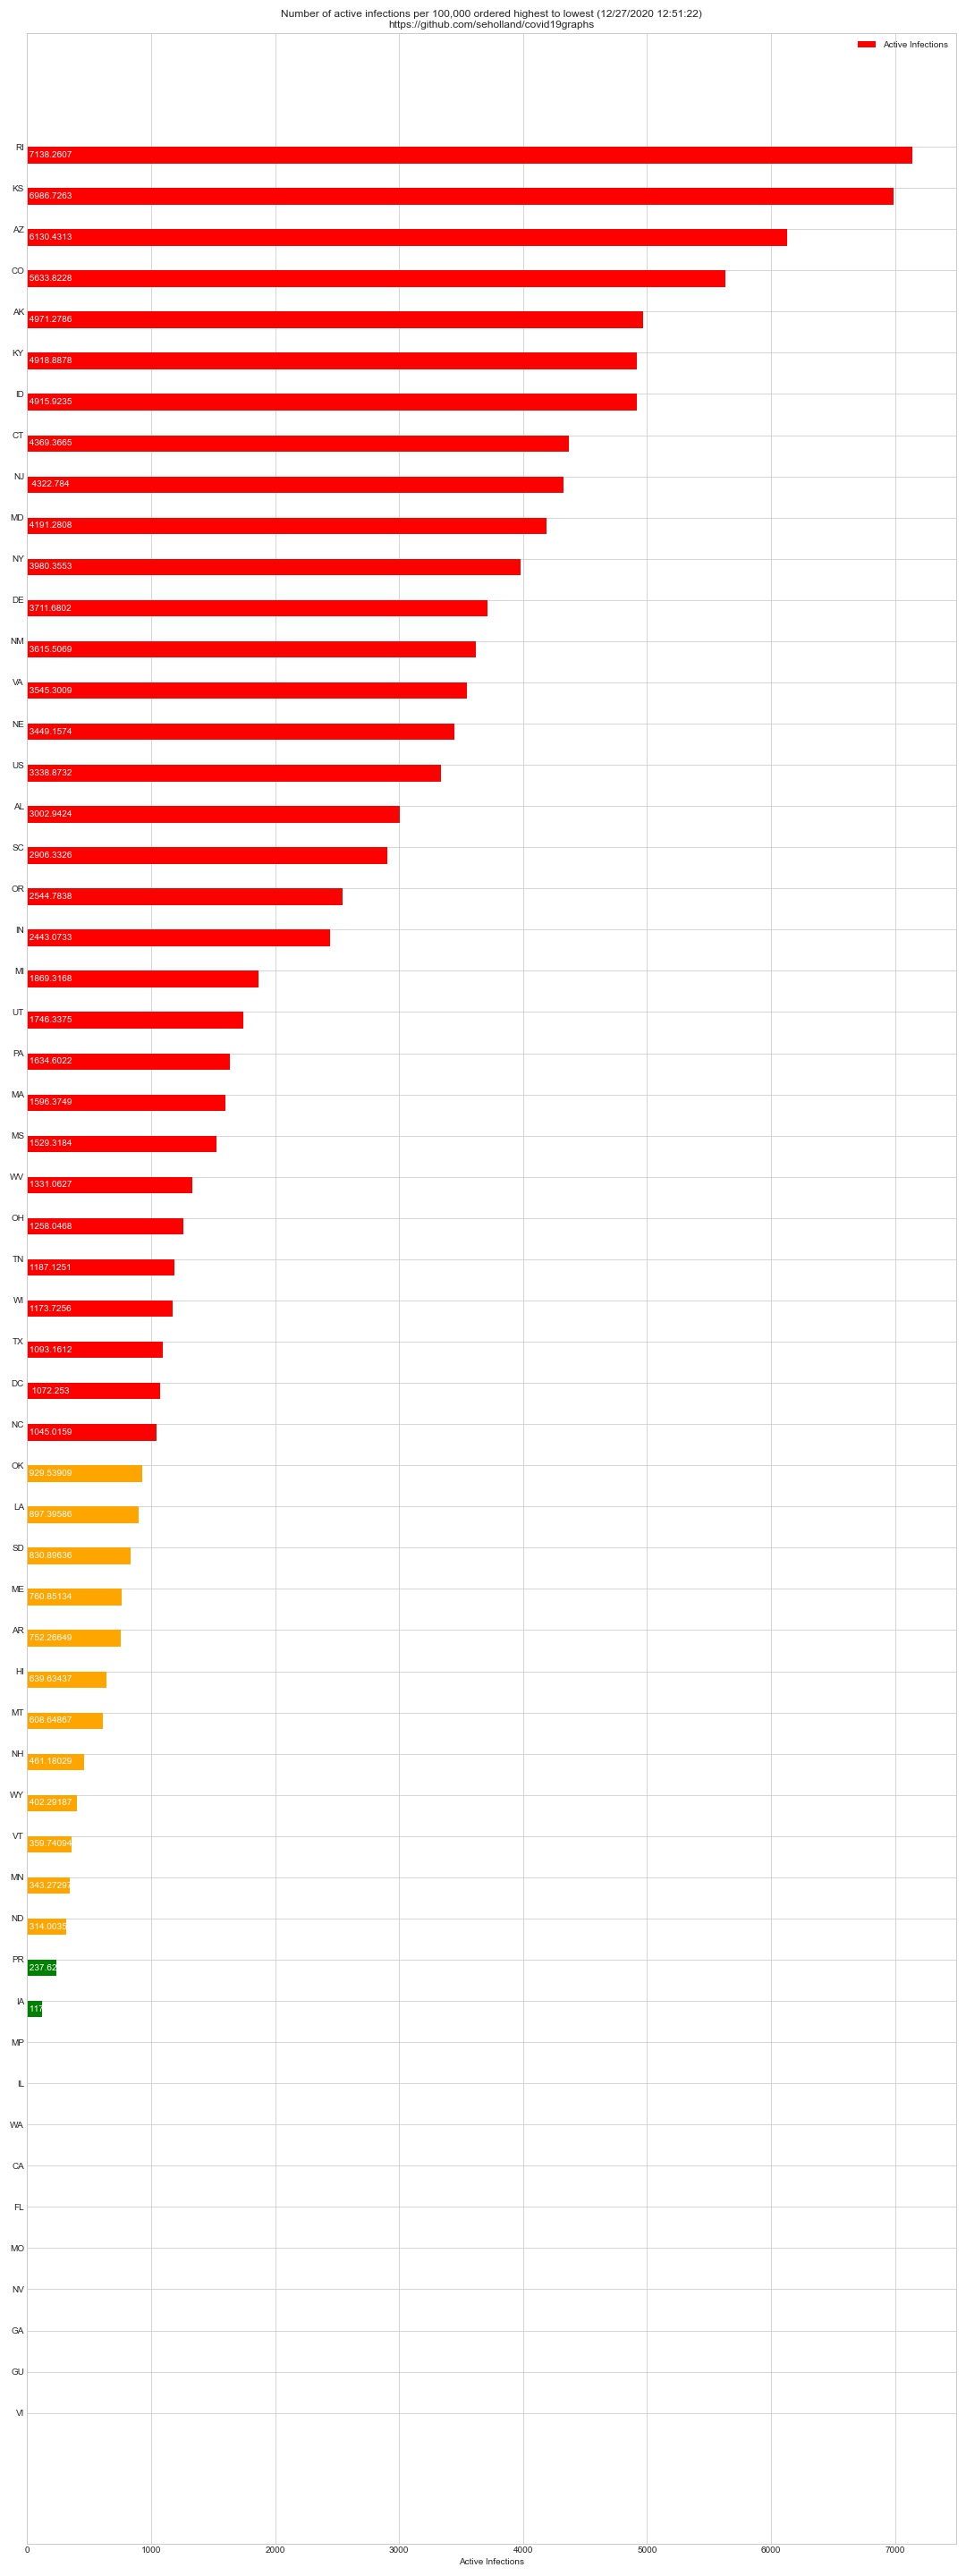 Number of active infections per 100,000 ordered highest to lowest (12/27/2020 12:51:22)
https://github.com/seholland/covid19graphs
Active Infections
RI 7138.2607
KS 6986.7263
AZ 6130.4313
CO 5633.8228
AK 4971.2786
KY 4918.8878
ID 4915.9235
CT 4369.3665
NJ 4322.784
MD 4191.2808
NY 3980.3553
DE 3711.6802
NM 3615.5069
VA 3545.3009
NE 3449.1574
US 3338.8732
AL 3002.9424
SC 2906.3326
OR 2544.7838
IN 2443.0733
MI 1869.3168
UT 1746.3375
PA 1634.6022
MA 1596.3749
MS 1529.3184
WV 1331.0627
OH 1258.0468
TN 1187.1251
WI 1173.7256
TX 1093.1612
DC 1072.253
NC 1045.0159
OK 929.53909
LA 897.39586
SD 830.89636
ME 760.85134
AR 752.26649
HI 639.63437
MT 608.64867
NH 461.18029
WY 402.29187
VT 359.74094
MN 343.27297
ND 314.0035
PR 237.62
IA 117
MP
IL
WA
CA
FL
MO
NV
GA
GU
VI
0 1000 2000 3000 4000 5000 6000 7000
Active Infections